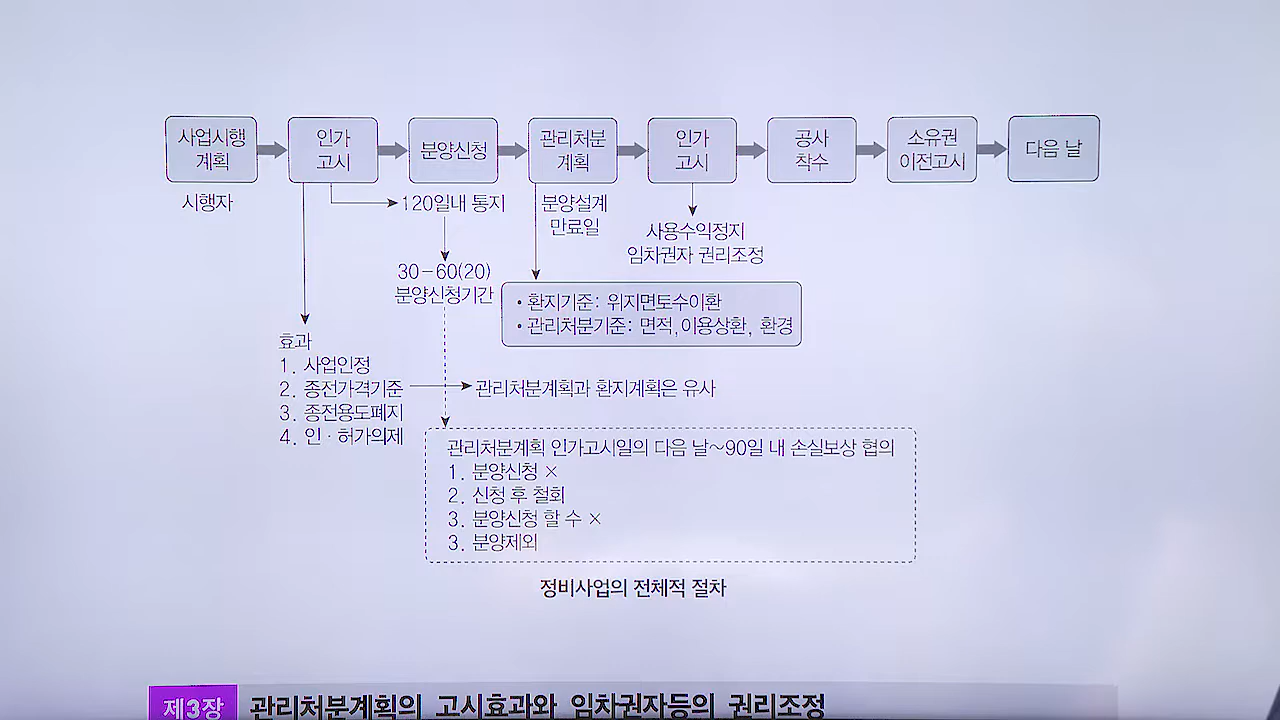 사업시행
계획
인가
고시
분양신청
관리처분
계획
인가
고시
공사
착수
소유권
이전고시
다음 날
시행자
120일내 통지
분양설계
만료일
사용수익정지
임차권자 권리조정
30-60(20)
분양신청기간
• 환지기준: 위지면토수이환
• 관리처분기준: 면적,이용상환, 환경
효과
1. 사업인정
2. 종전가격기준
3. 종전용도폐지
4. 인·허가의제
관리처분계획과 환지계획은 유사
관리처분계획 인가고시일의 다음 날~90일 내 손실보상 협의
1. 분양신청 ×
2. 신청 후 철회
3. 분양신청 할 수 ×
3. 분양제외
정비사업의 전체적 절차
제3장 관리처분계획의 고시효과와 임차권자등의 권리조정